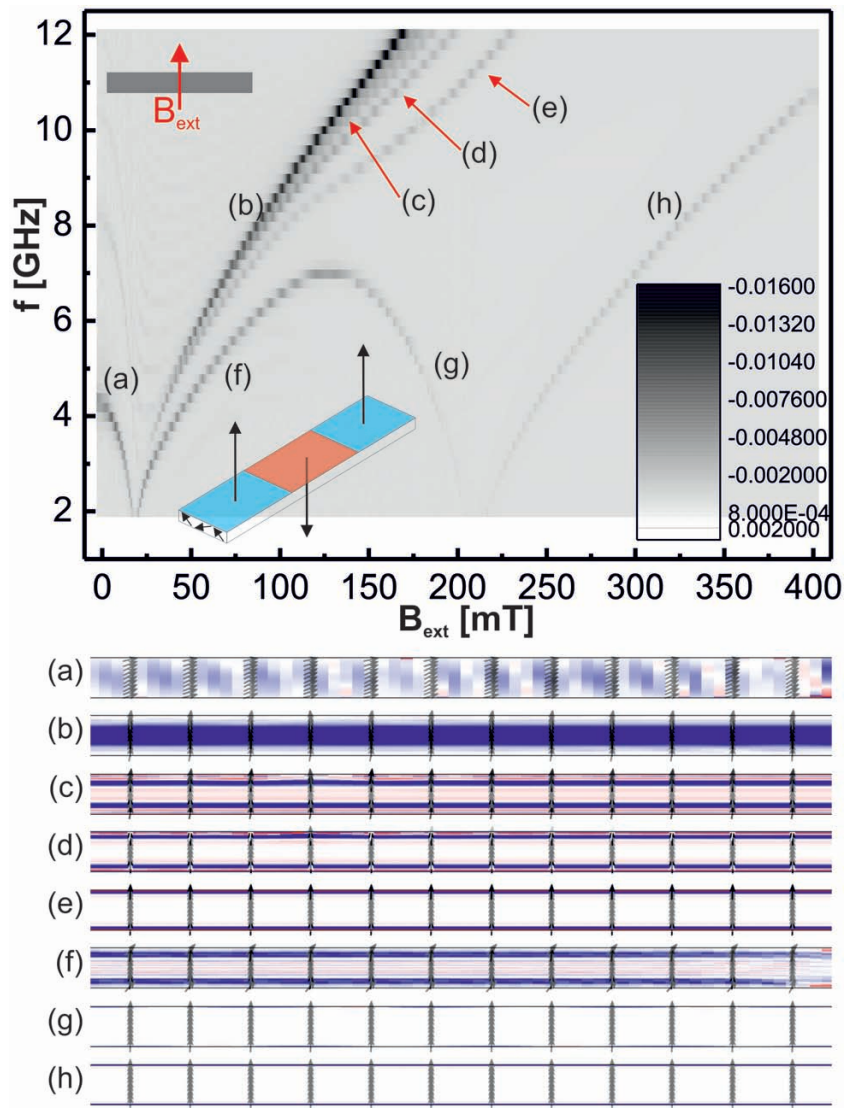 12
10
8
6
4
2
f [GHz]
B_ext
(a)
(b)
(c)
(d)
(e)
(f)
(g)
(h)
-0.01600
-0.01320
-0.01040
-0.007600
-0.004800
-0.002000
8.000E-04
0.002000
0 50 100 150 200 250 300 350 400
B_ext [mT]
(a)
(b)
(c)
(d)
(e)
(f)
(g)
(h)